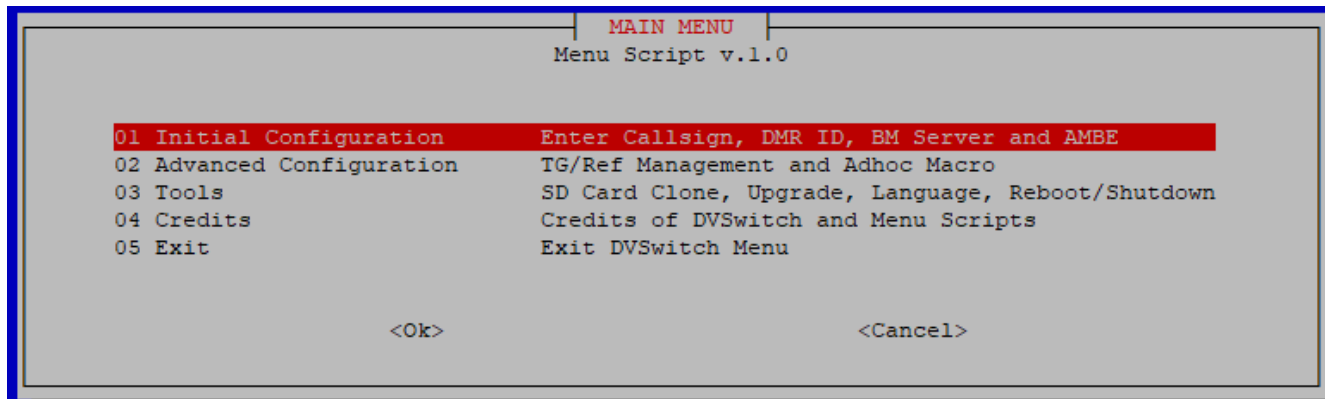 MAIN MENU
Menu Script v.1.0
01 Initial Configuration Enter Callsign, DMR ID, BM Server and AMBE
02 Advanced Configuration TG/Ref Management and Adhoc Macro
03 Tools SD Card Clone, Upgrade, Language, Reboot/Shutdown
04 Credits Credits of DVSwitch and Menu Scripts
05 Exit Exit DVSwitch Menu
<Ok> <Cancel>